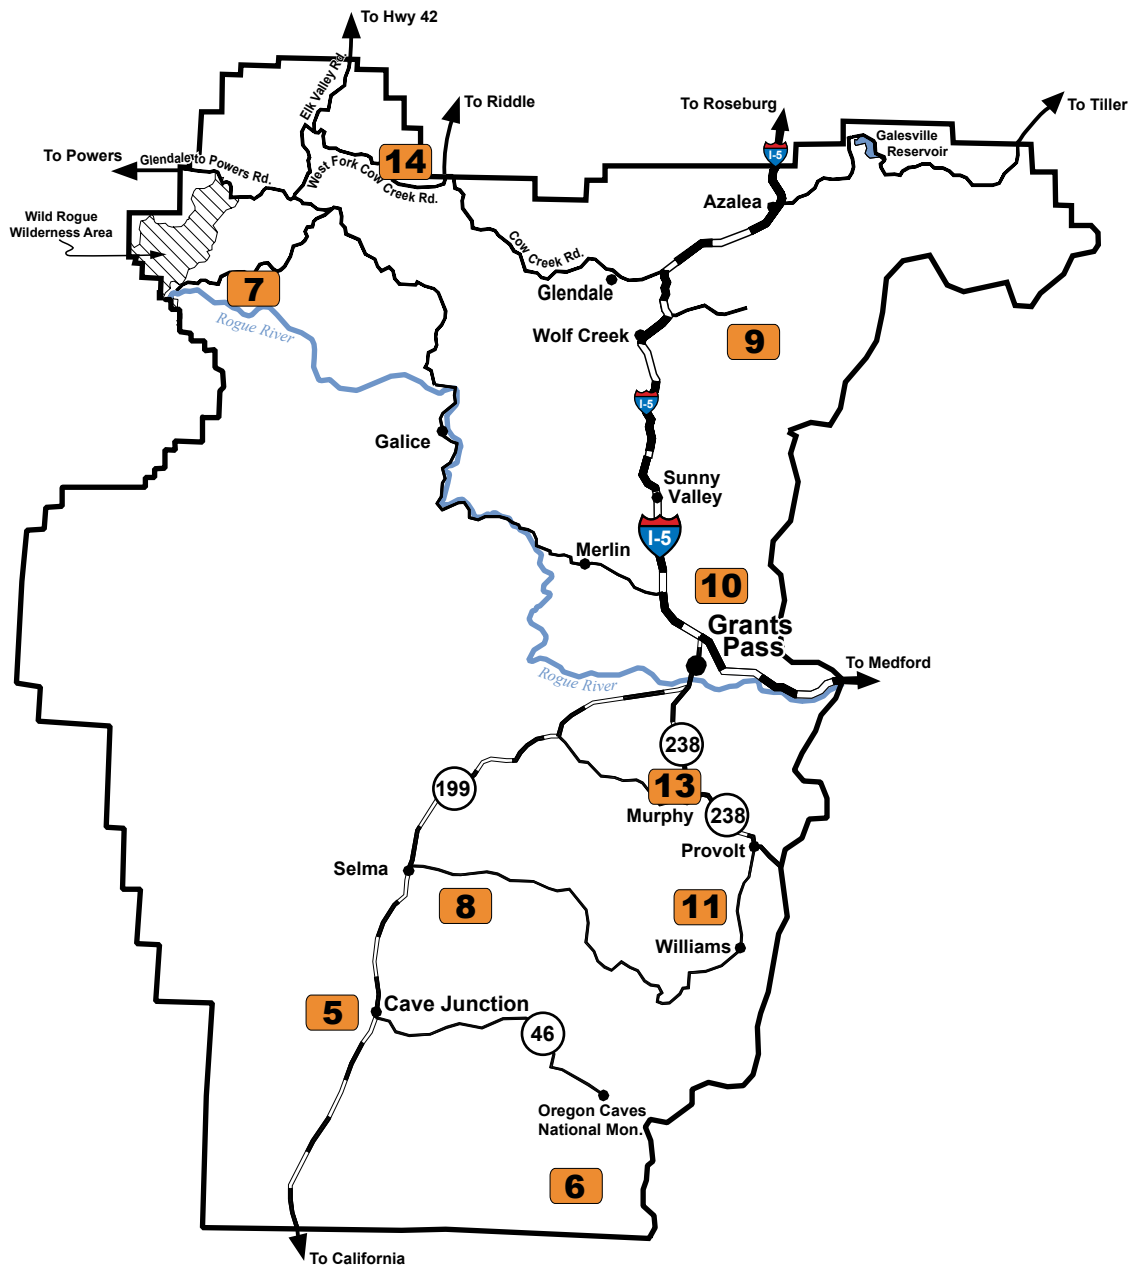 To Hwy 42
Elk Valley Rd.
To Riddle
To Roseburg
To Tiller
I-5
Galesville
Reservoir
To Powers
Glendale to Powers Rd.
14
West Fork Cow Creek Rd.
Azalea
Wild Rogue
Wilderness Area
Cow Creek Rd.
7
Glendale
Rogue River
Wolf Creek
9
I-5
Galice
Sunny
Valley
I-5
Merlin
10
Grants
Pass
To Medford
Rogue River
238
199
13
Murphy
238
Provolt
Selma
8
11
Williams
5
Cave Junction
46
Oregon Caves
National Mon.
6
To California